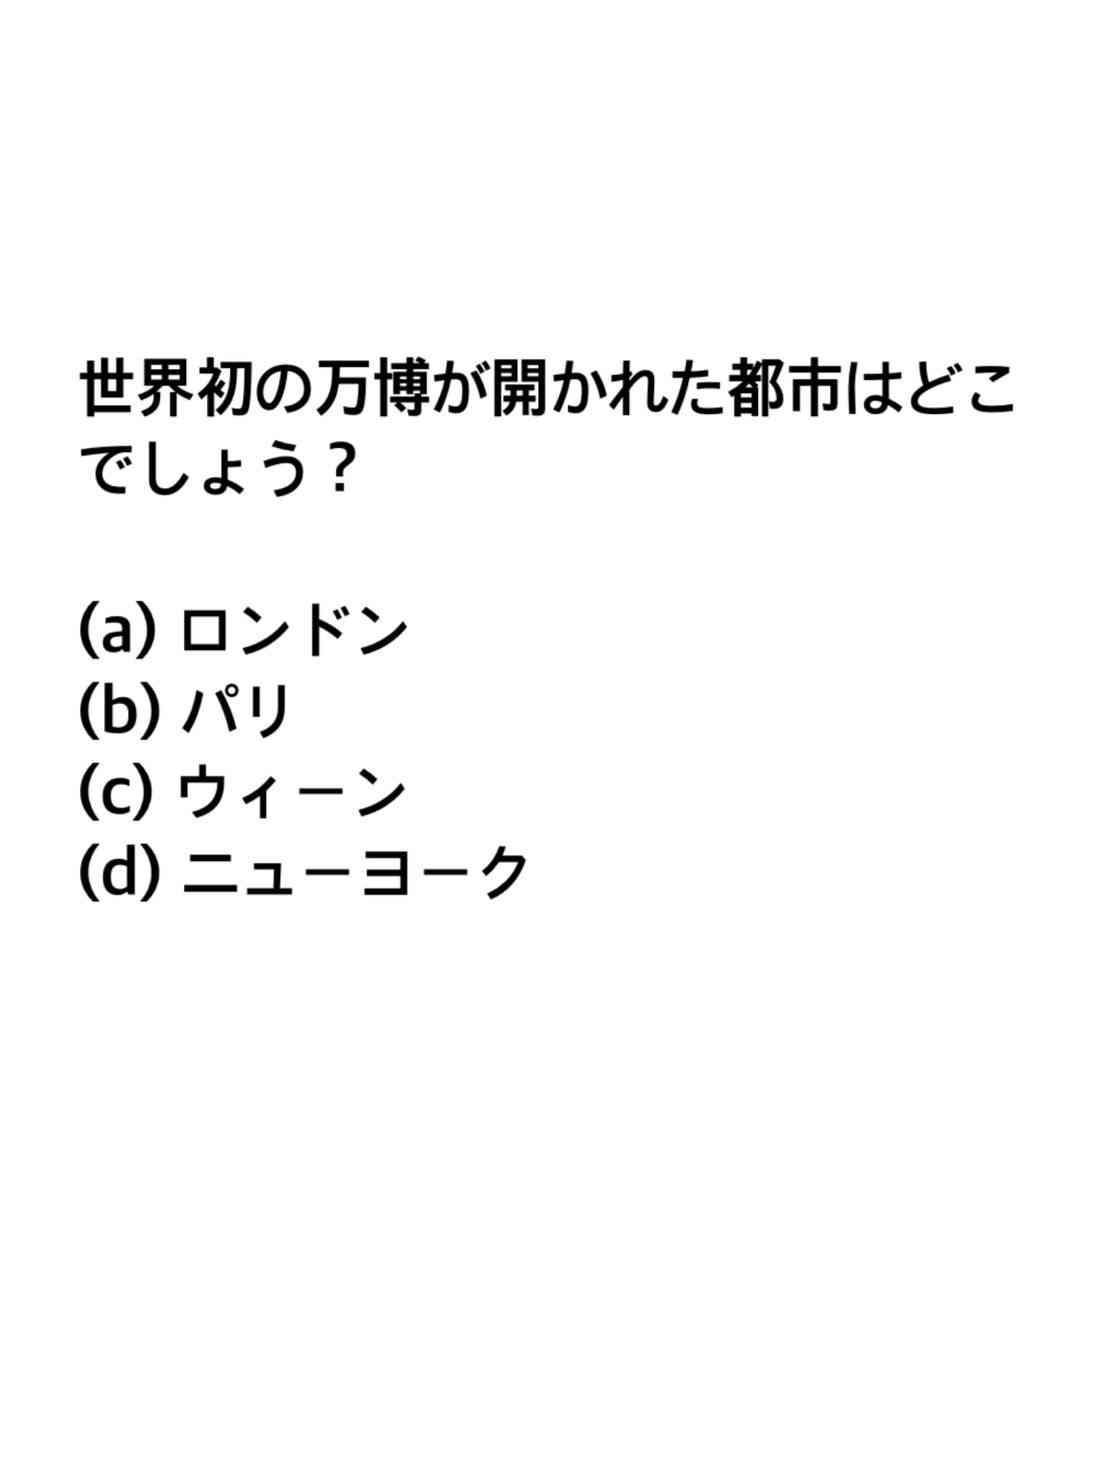 世界初の万博が開かれた都市はどこ
でしょう？
(a) ロンドン
(b) パリ
(c) ウィーン
(d) ニューヨーク